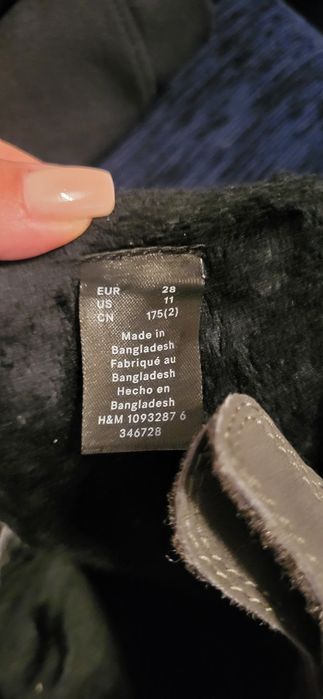 EUR 28
US 11
CN 175(2)
Made in
Bangladesh
Fabriqué au
Bangladesh
Hecho en
Bangladesh
H&M 1093287 6
346728